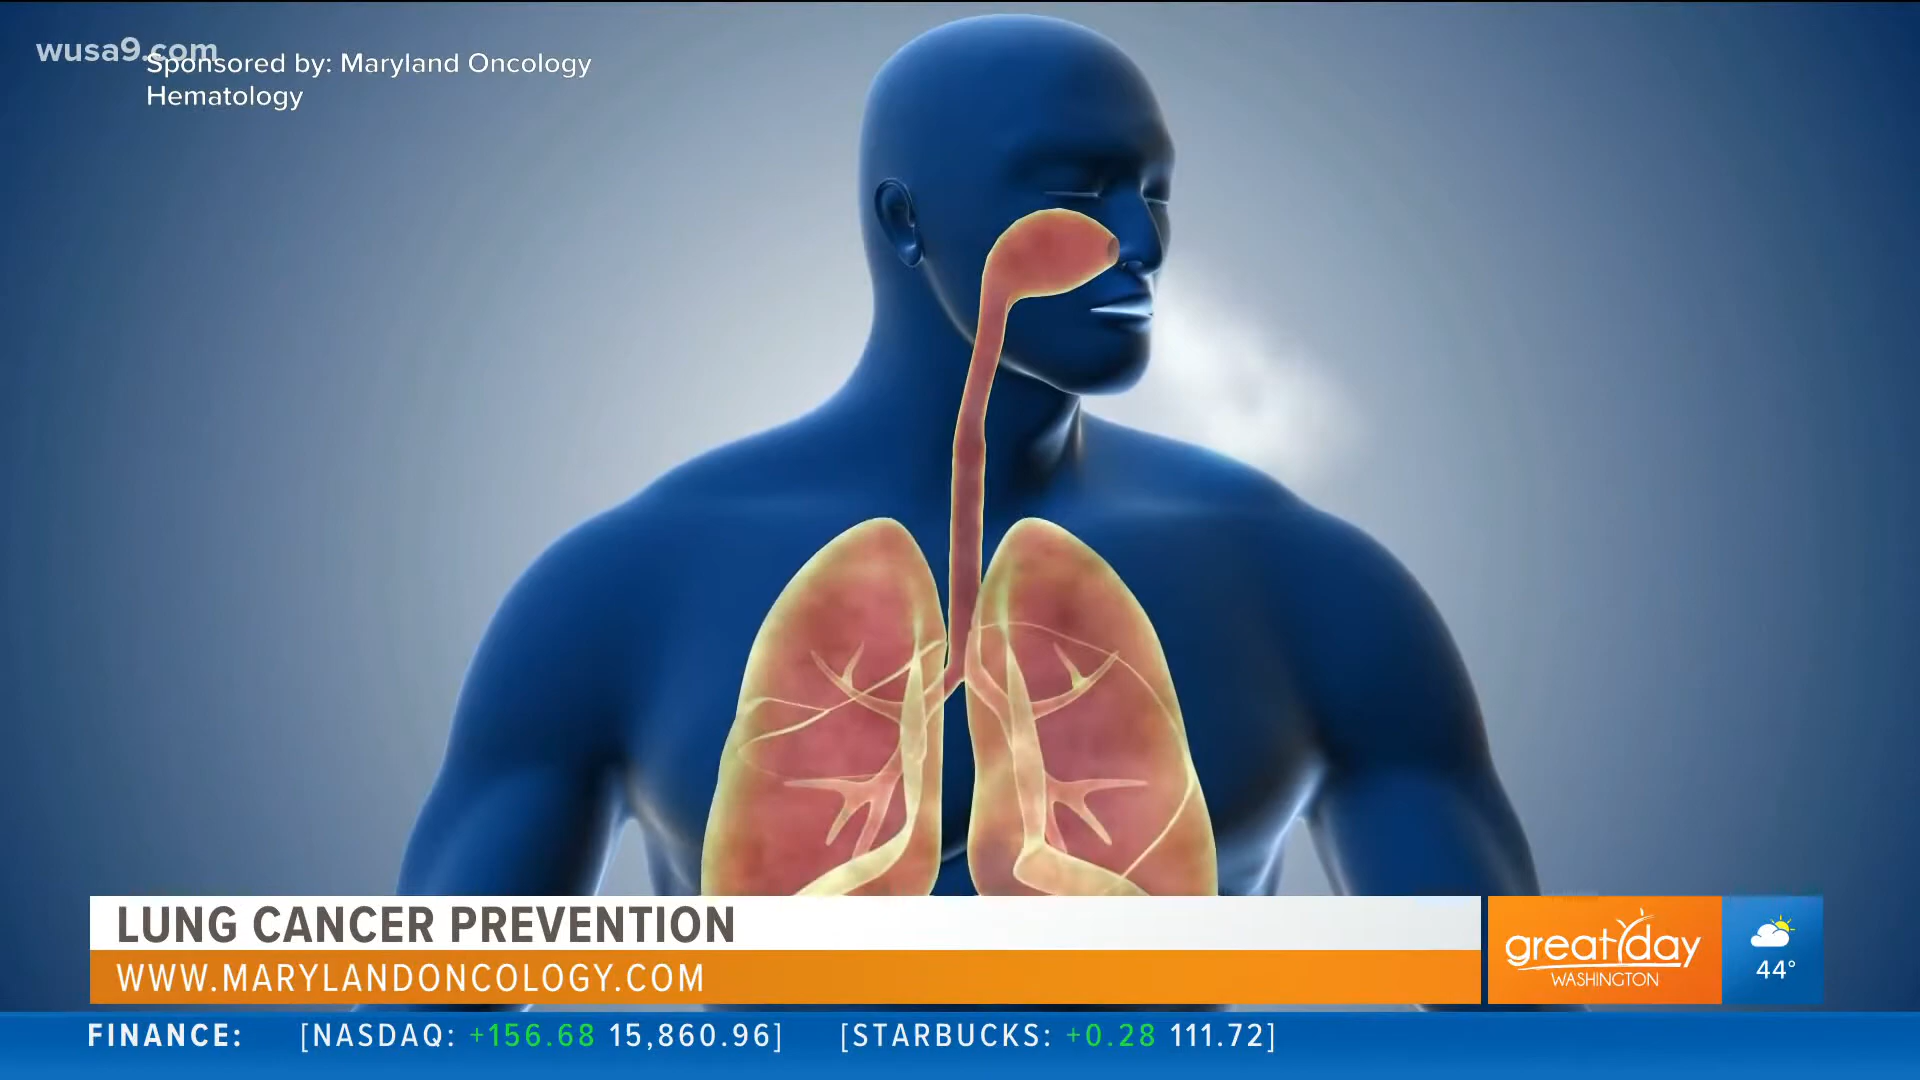 wusa9.com
Sponsored by: Maryland Oncology
Hematology
LUNG CANCER PREVENTION
WWW.MARYLANDONCOLOGY.COM
great day
WASHINGTON
44°
FINANCE: [NASDAQ: +156.68 15,860.96] [STARBUCKS: +0.28 111.72]